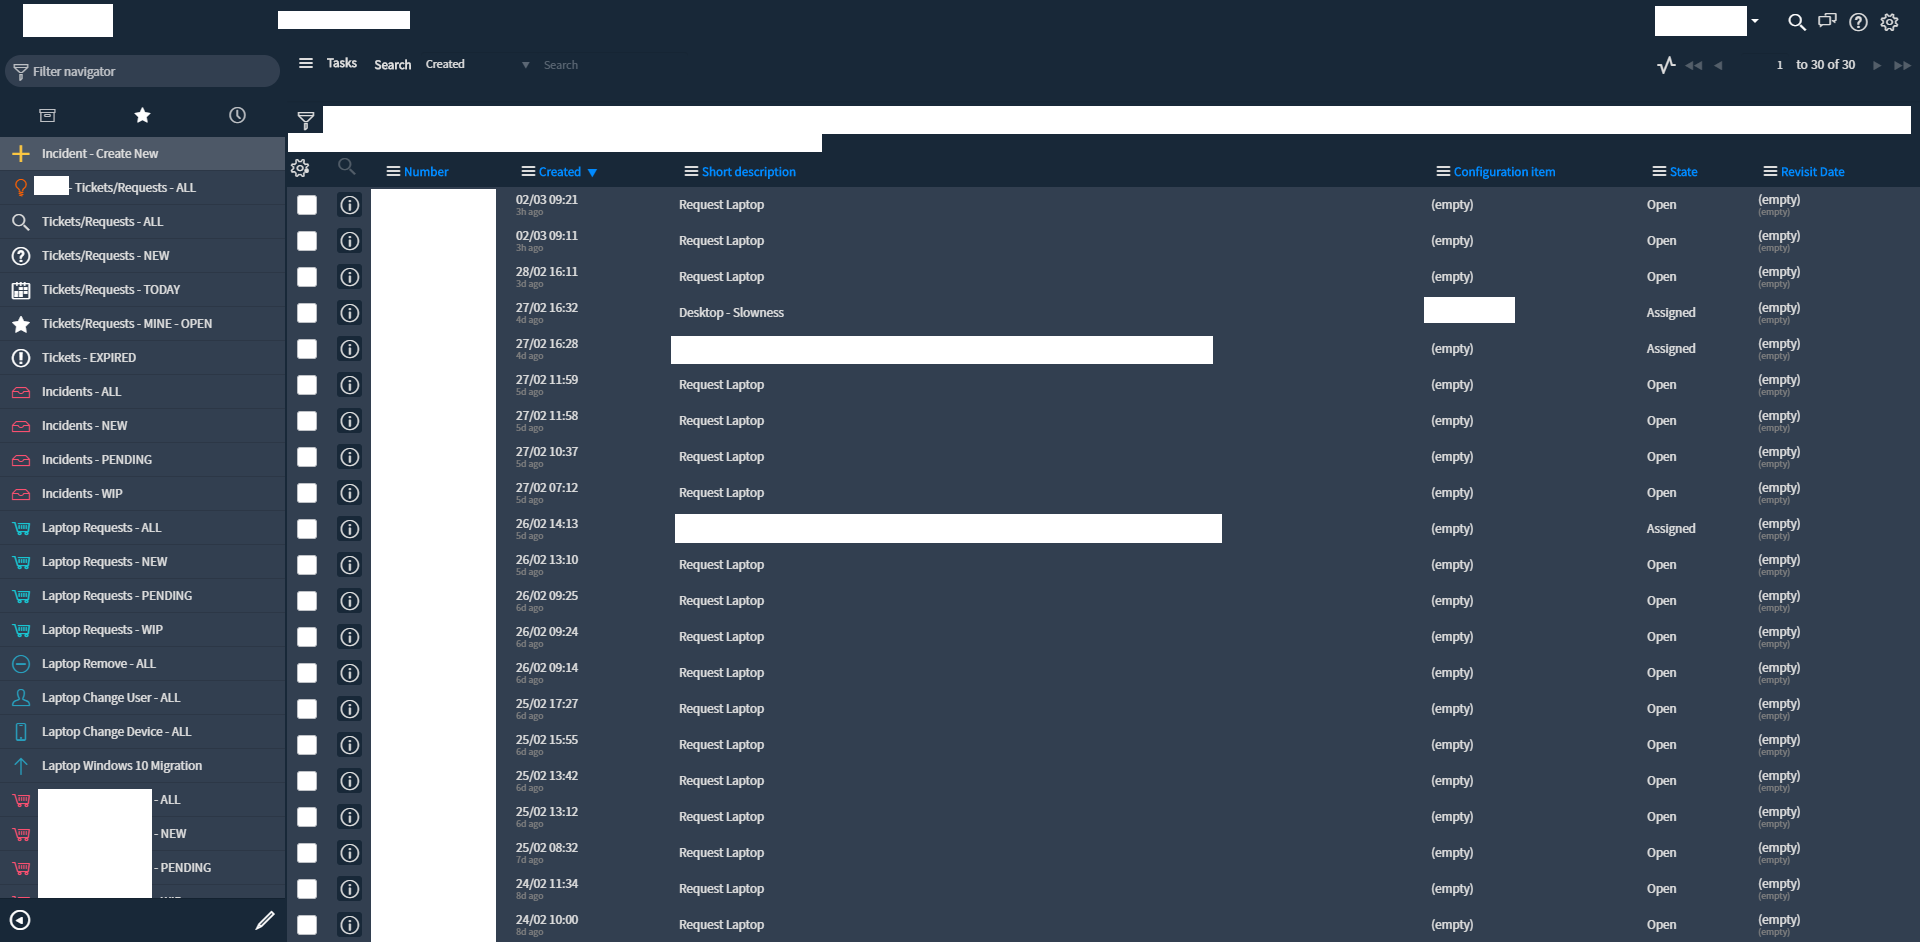 Filter navigator
Tasks Search Created Search
1 to 30 of 30
Incident - Create New
- Tickets/Requests - ALL
Tickets/Requests - ALL
Tickets/Requests - NEW
Tickets/Requests - TODAY
Tickets/Requests - MINE - OPEN
Tickets - EXPIRED
Incidents - ALL
Incidents - NEW
Incidents - PENDING
Incidents - WIP
Laptop Requests - ALL
Laptop Requests - NEW
Laptop Requests - PENDING
Laptop Requests - WIP
Laptop Remove - ALL
Laptop Change User - ALL
Laptop Change Device - ALL
Laptop Windows 10 Migration
- ALL
- NEW
- PENDING
Number Created Short description Configuration item State Revisit Date
02/03 09:21 Request Laptop (empty) Open (empty)
3h ago (empty)
02/03 09:11 Request Laptop (empty) Open (empty)
3h ago (empty)
28/02 16:11 Request Laptop (empty) Open (empty)
3d ago (empty)
27/02 16:32 Desktop - Slowness Assigned (empty)
4d ago (empty)
27/02 16:28 (empty) Assigned (empty)
4d ago (empty)
27/02 11:59 Request Laptop (empty) Open (empty)
5d ago (empty)
27/02 11:58 Request Laptop (empty) Open (empty)
5d ago (empty)
27/02 10:37 Request Laptop (empty) Open (empty)
5d ago (empty)
27/02 07:12 Request Laptop (empty) Open (empty)
5d ago (empty)
26/02 14:13 (empty) Assigned (empty)
5d ago (empty)
26/02 13:10 Request Laptop (empty) Open (empty)
5d ago (empty)
26/02 09:25 Request Laptop (empty) Open (empty)
6d ago (empty)
26/02 09:24 Request Laptop (empty) Open (empty)
6d ago (empty)
26/02 09:14 Request Laptop (empty) Open (empty)
6d ago (empty)
25/02 17:27 Request Laptop (empty) Open (empty)
6d ago (empty)
25/02 15:55 Request Laptop (empty) Open (empty)
6d ago (empty)
25/02 13:42 Request Laptop (empty) Open (empty)
6d ago (empty)
25/02 13:12 Request Laptop (empty) Open (empty)
6d ago (empty)
25/02 08:32 Request Laptop (empty) Open (empty)
7d ago (empty)
24/02 11:34 Request Laptop (empty) Open (empty)
8d ago (empty)
24/02 10:00 Request Laptop (empty) Open (empty)
8d ago (empty)